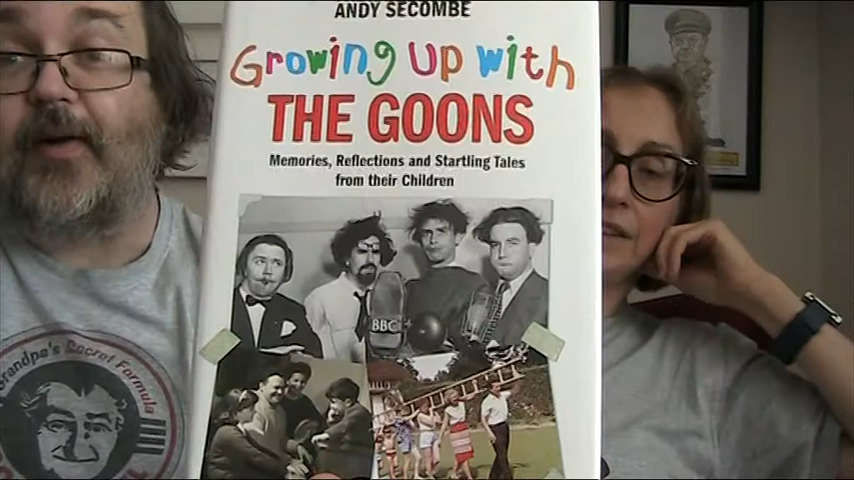 ANDY SECOMBE
Growing Up with
THE GOONS
Memories, Reflections and Startling Tales
from their Children
BBC
Grandpa's Secret Formula